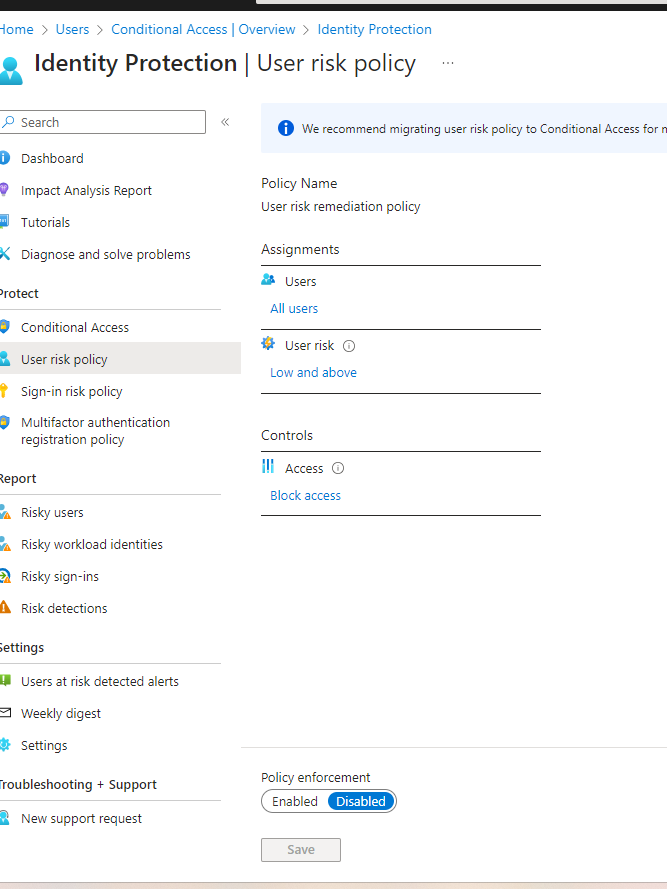 Home > Users > Conditional Access | Overview > Identity Protection
Identity Protection | User risk policy ...
Search «
Dashboard
Impact Analysis Report
Tutorials
Diagnose and solve problems
Protect
Conditional Access
User risk policy
Sign-in risk policy
Multifactor authentication
registration policy
Report
Risky users
Risky workload identities
Risky sign-ins
Risk detections
Settings
Users at risk detected alerts
Weekly digest
Settings
Troubleshooting + Support
New support request
We recommend migrating user risk policy to Conditional Access for
Policy Name
User risk remediation policy
Assignments
Users
All users
User risk
Low and above
Controls
Access
Block access
Policy enforcement
Enabled Disabled
Save